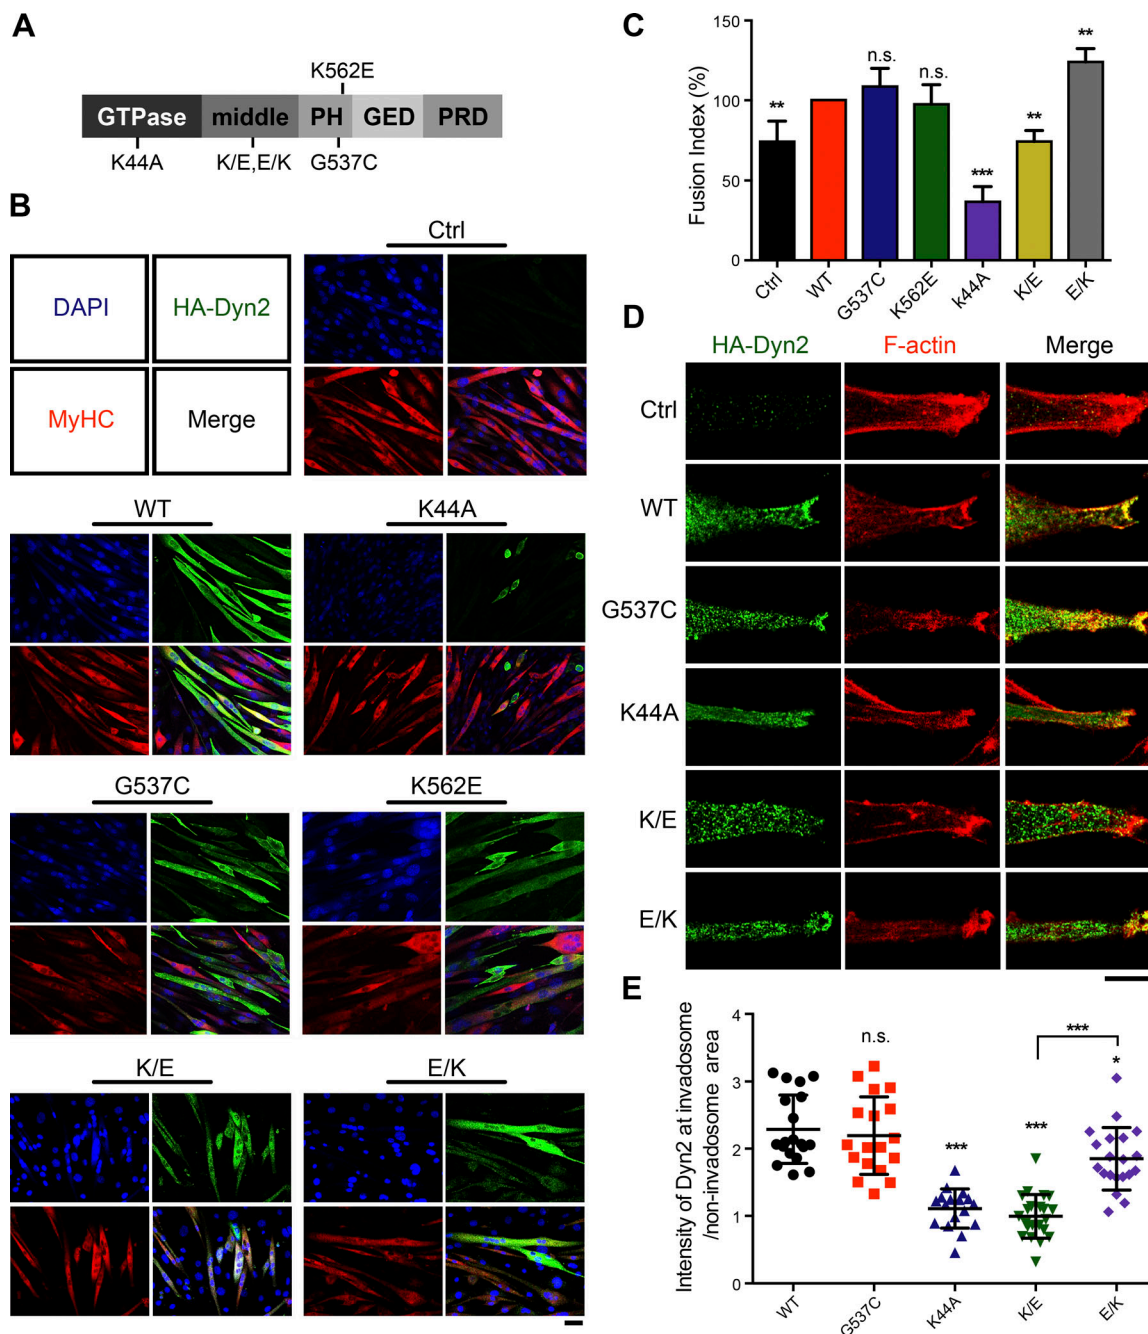 A
K562E
GTPase middle PH GED PRD
K44A K/E,E/K G537C
B
Ctrl
DAPI HA-Dyn2
MyHC Merge
WT K44A
G537C K562E
K/E E/K
C
Fusion Index (%)
150
100
50
0
** n.s. n.s. *** ** **
Ctrl WT G537C K562E k44A K/E E/K
D
HA-Dyn2 F-actin Merge
Ctrl
WT
G537C
K44A
K/E
E/K
E
Intensity of Dyn2 at invadosome
/non-invadosome area
4
3
2
1
0
n.s. *** *** *** *
WT G537C K44A K/E E/K